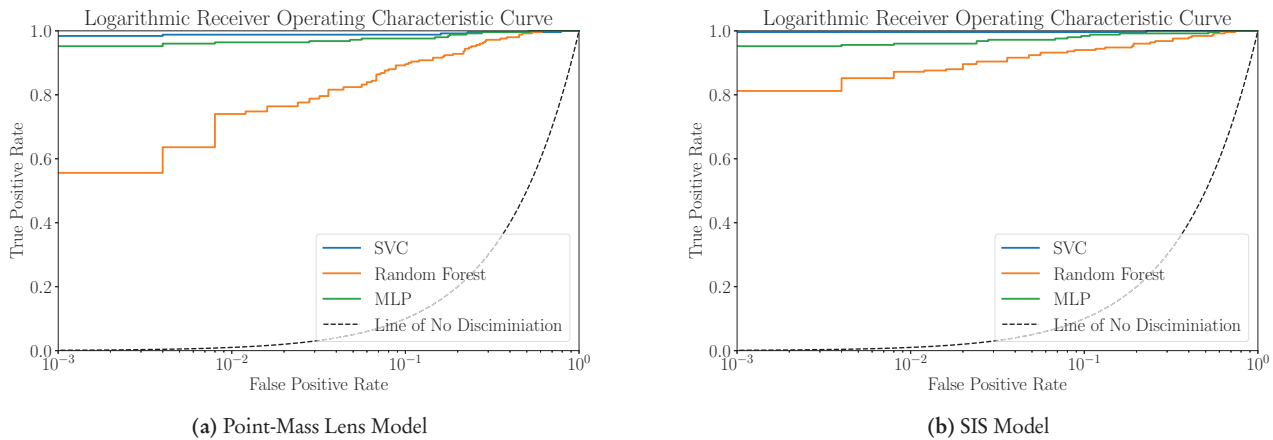 Logarithmic Receiver Operating Characteristic Curve
1.0
0.8
0.6
0.4
0.2
0.0
True Positive Rate
SVC
Random Forest
MLP
Line of No Disciminiation
10⁻³
10⁻²
10⁻¹
10⁰
False Positive Rate
(a) Point-Mass Lens Model
Logarithmic Receiver Operating Characteristic Curve
1.0
0.8
0.6
0.4
0.2
0.0
True Positive Rate
SVC
Random Forest
MLP
Line of No Disciminiation
10⁻³
10⁻²
10⁻¹
10⁰
False Positive Rate
(b) SIS Model